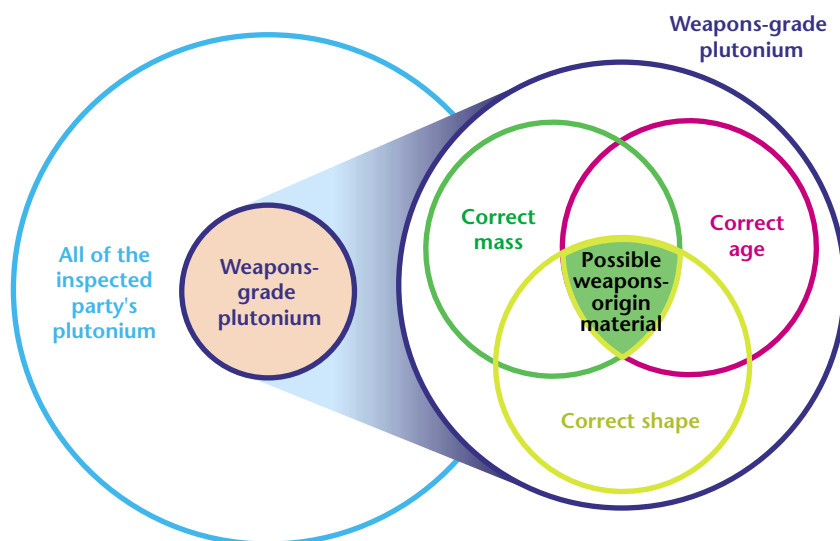 Weapons-grade
plutonium
All of the
inspected
party's
plutonium
Weapons-
grade
plutonium
Correct
mass
Correct
age
Possible
weapons-
origin
material
Correct shape